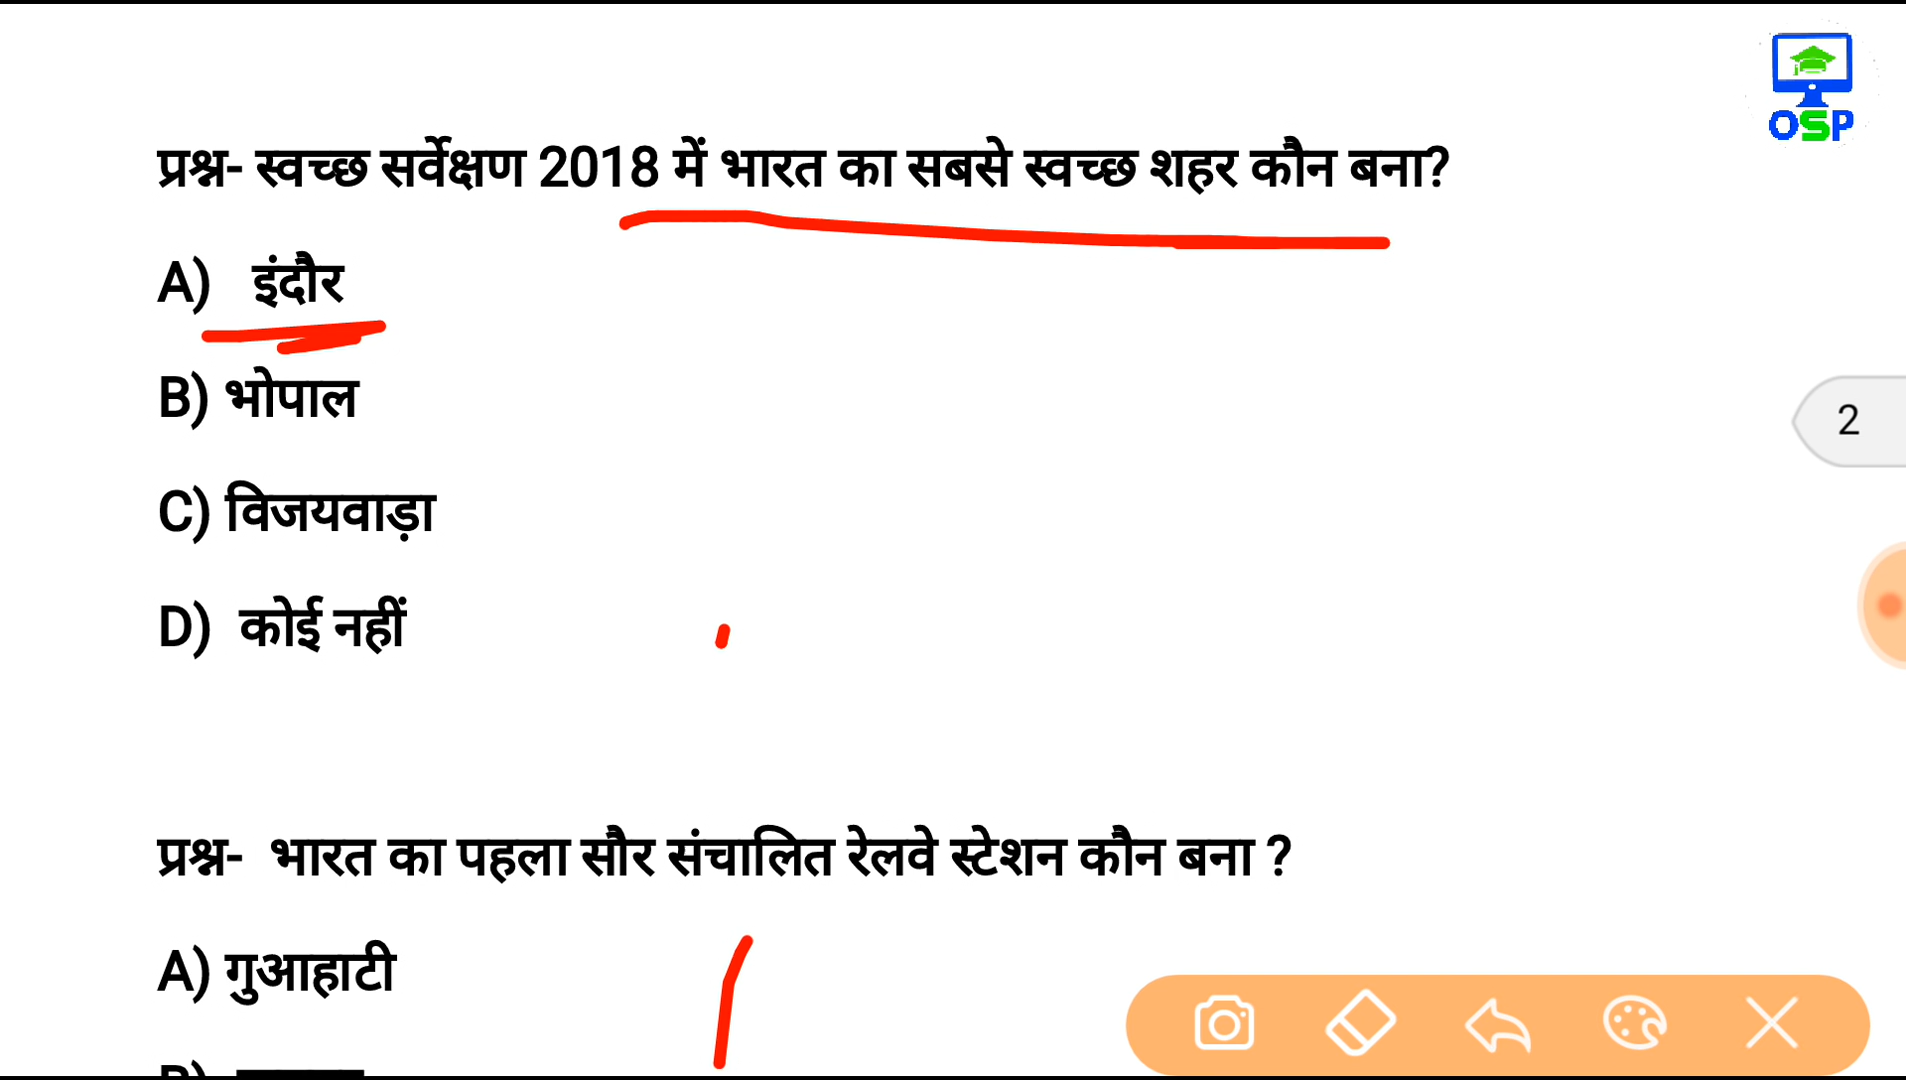 OSP
प्रश्न- स्वच्छ सर्वेक्षण 2018 में भारत का सबसे स्वच्छ शहर कौन बना?
A) इंदौर
B) भोपाल
C) विजयवाड़ा
D) कोई नहीं
2
प्रश्न- भारत का पहला सौर संचालित रेलवे स्टेशन कौन बना ?
A) गुआहाटी